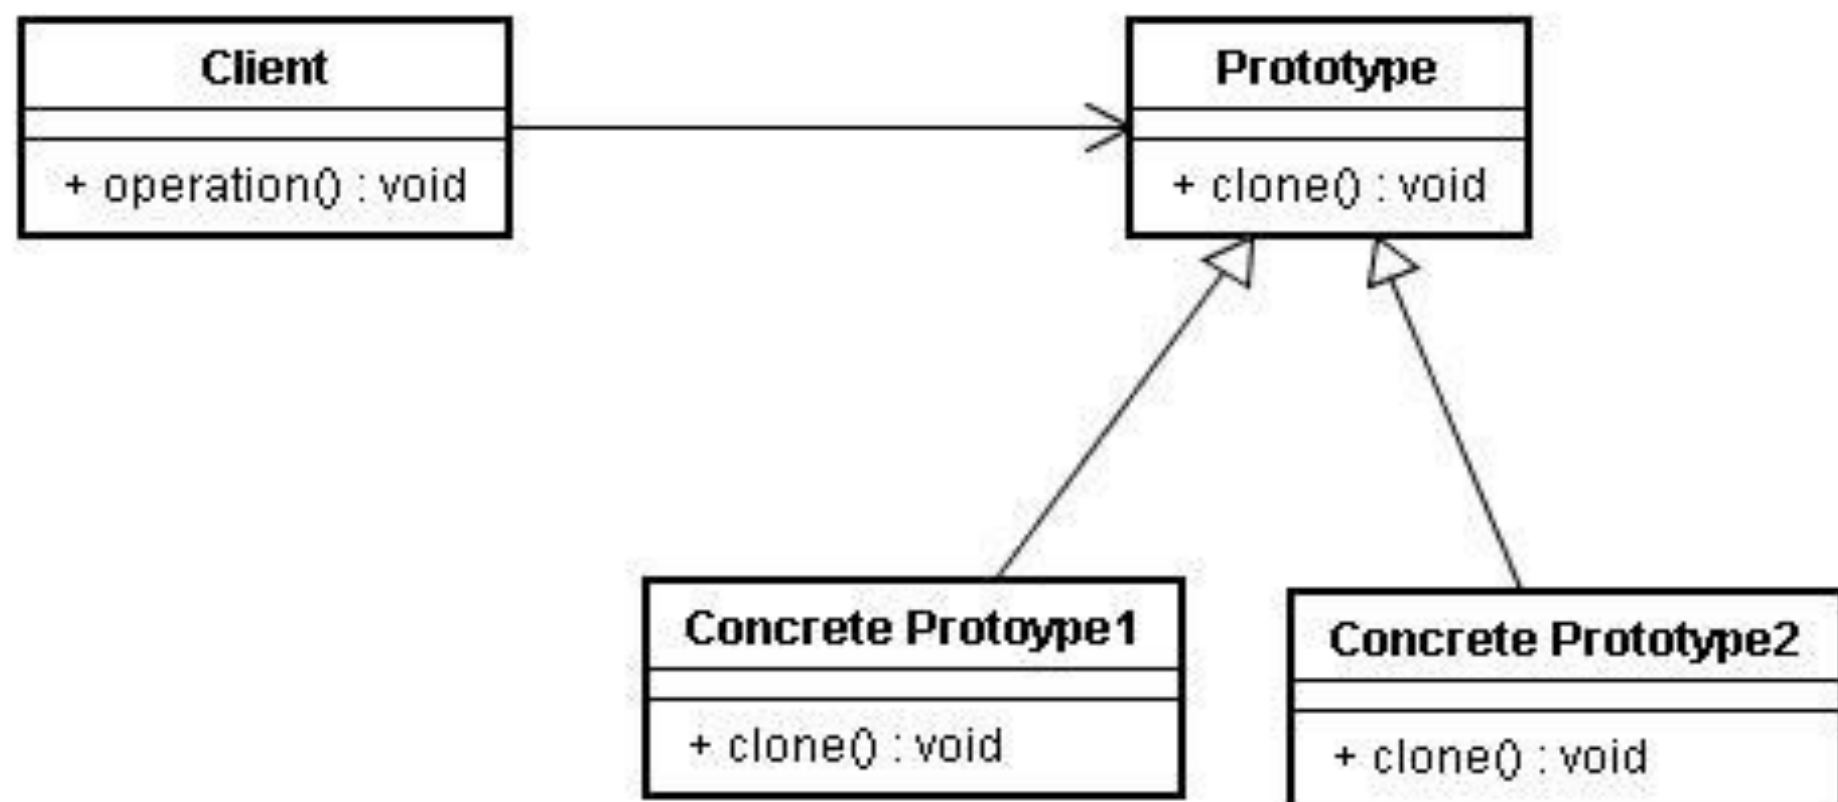 Client
+ operation() : void
Prototype
+ clone() : void
Concrete Protoype1
+ clone() : void
Concrete Prototype2
+ clone() : void